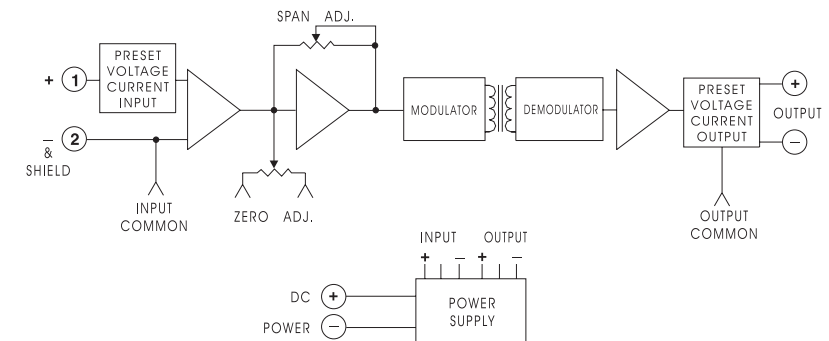 SPAN ADJ.
PRESET
VOLTAGE
CURRENT
INPUT
+ 1
− 2
&
SHIELD
INPUT
COMMON
ZERO ADJ.
MODULATOR
DEMODULATOR
PRESET
VOLTAGE
CURRENT
OUTPUT
+
OUTPUT
−
OUTPUT
COMMON
INPUT OUTPUT
+ − + −
DC +
POWER −
POWER
SUPPLY